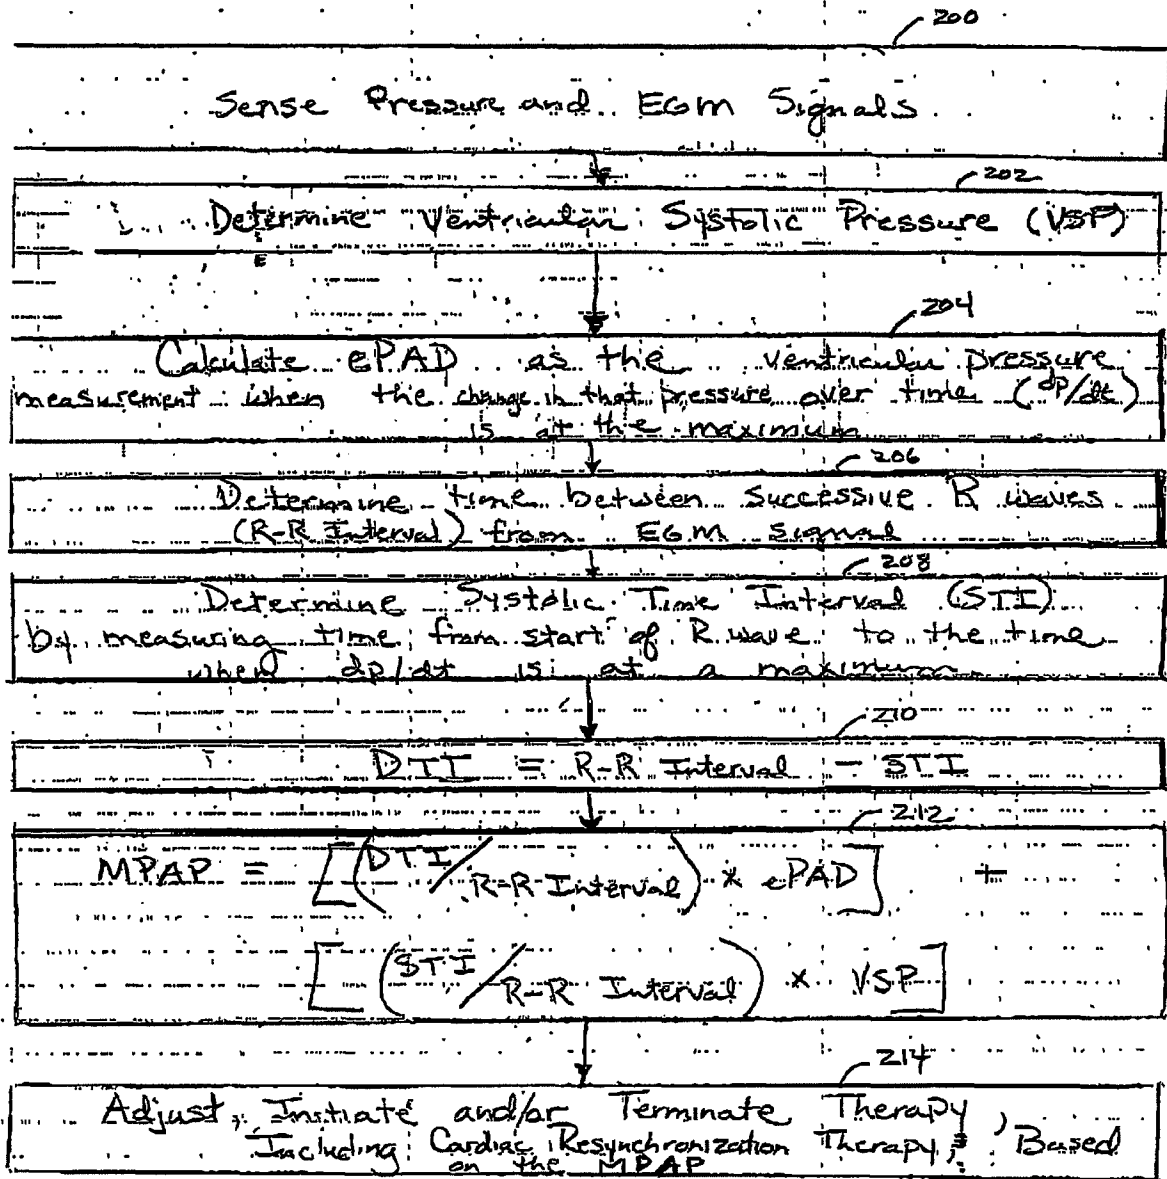 200
Sense Pressure and EGM Signals
202
Determine Ventricular Systolic Pressure (VSP)
204
Calculate ePAD as the ventricular pressure
measurement when the change in that pressure over time (dp/dt)
is at the maximum
206
Determine time between successive R waves
(R-R Interval) from EGM signal
208
Determine Systolic Time Interval (STI)
by measuring time from start of R wave to the time
when dp/dt is at a maximum
210
DTI = R-R Interval - STI
212
MPAP = [(DTI/R-R Interval) * ePAD] +
[(STI/R-R Interval) * VSP]
214
Adjust, Initiate and/or Terminate Therapy,
Including Cardiac Resynchronization Therapy, Based
on the MPAP